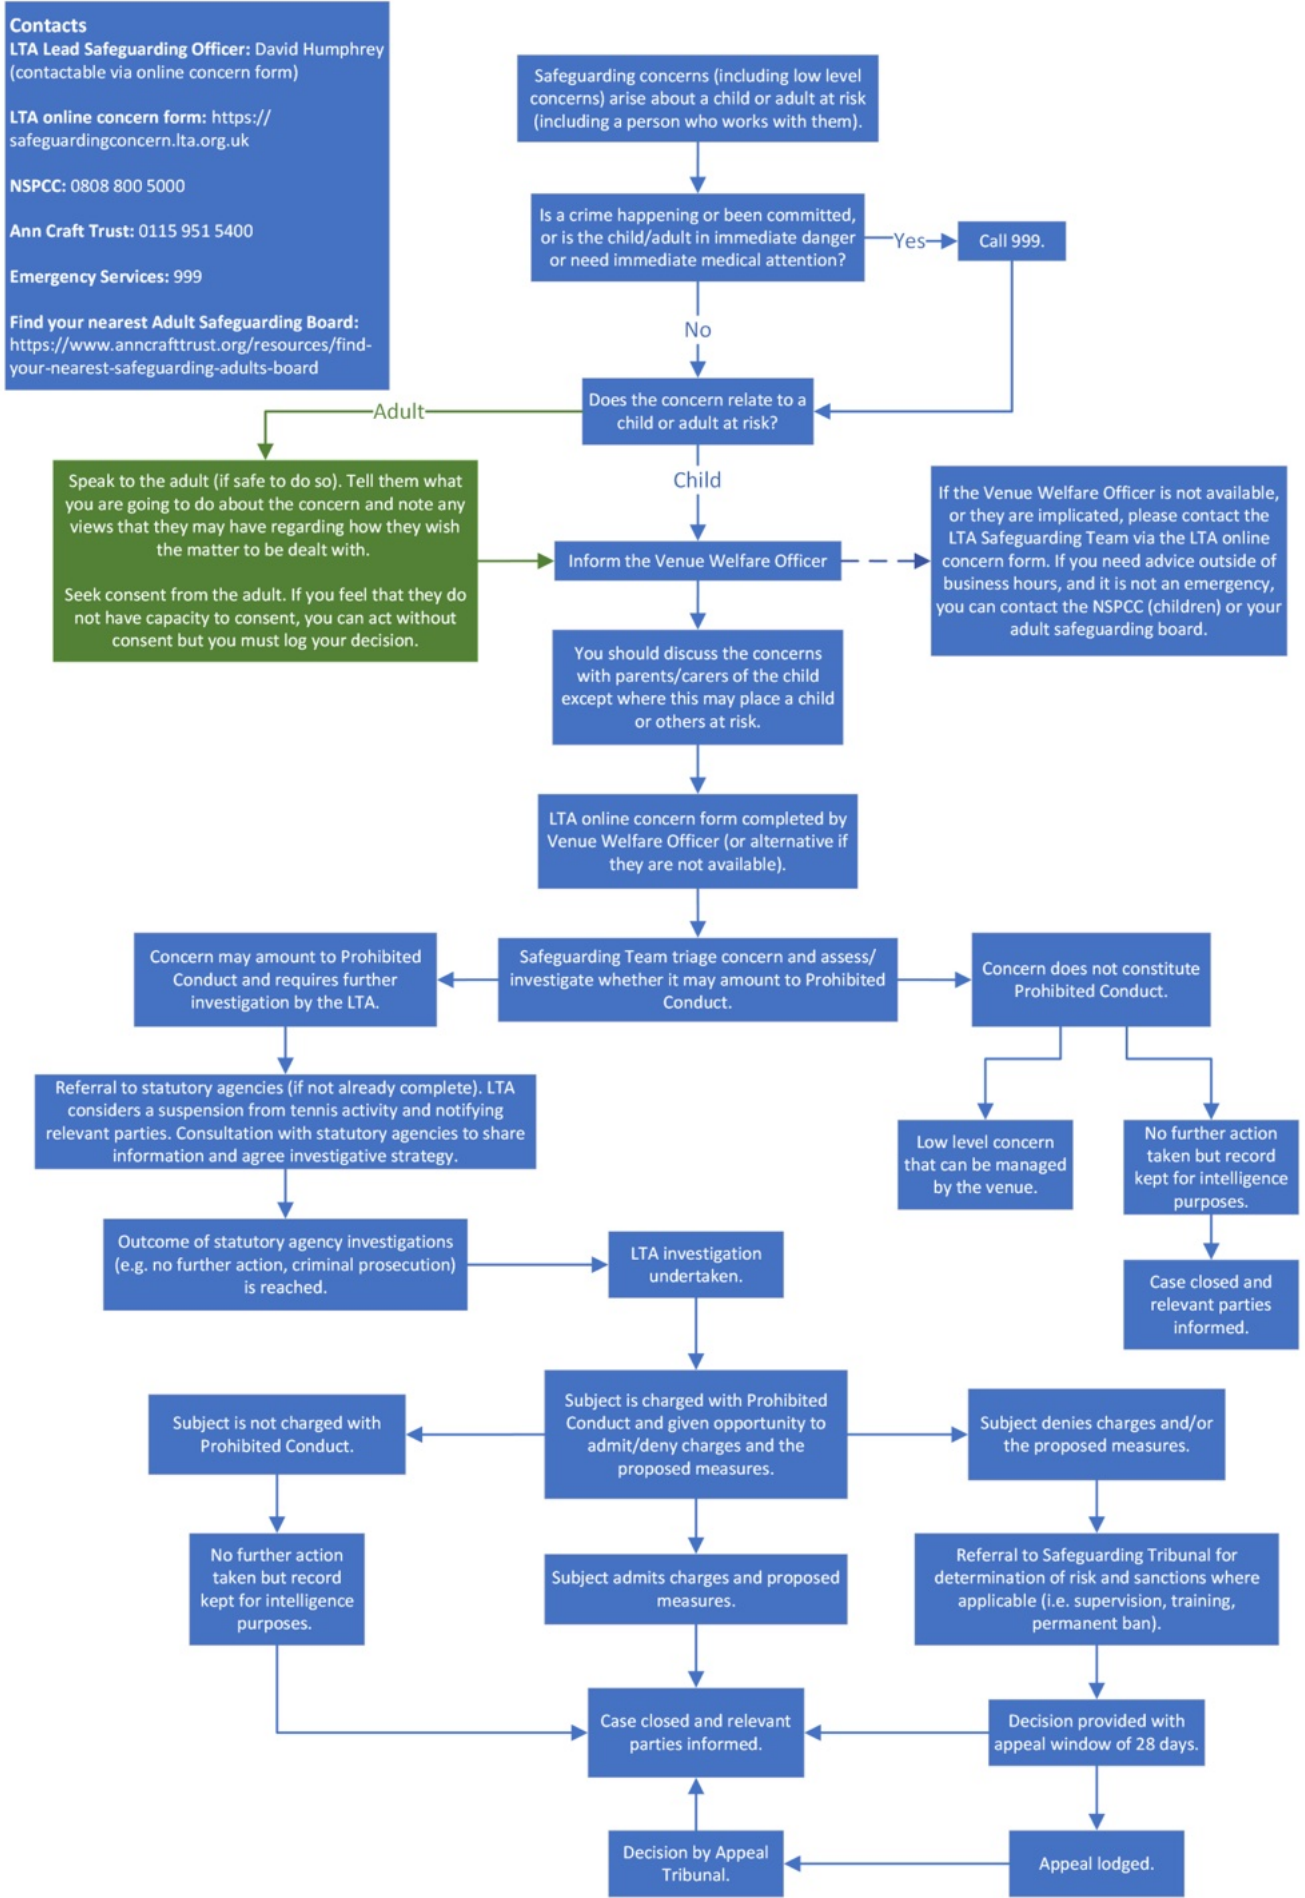 Contacts
LTA Lead Safeguarding Officer: David Humphrey
(contactable via online concern form)
LTA online concern form: https://
safeguardingconcern.lta.org.uk
NSPCC: 0808 800 5000
Ann Craft Trust: 0115 951 5400
Emergency Services: 999
Find your nearest Adult Safeguarding Board:
https://www.anncrafttrust.org/resources/find-
your-nearest-safeguarding-adults-board
Safeguarding concerns (including low level
concerns) arise about a child or adult at risk
(including a person who works with them).
Is a crime happening or been committed,
or is the child/adult in immediate danger
or need immediate medical attention?
Yes
Call 999.
No
Does the concern relate to a
child or adult at risk?
Adult
Speak to the adult (if safe to do so). Tell them what
you are going to do about the concern and note any
views that they may have regarding how they wish
the matter to be dealt with.
Seek consent from the adult. If you feel that they do
not have capacity to consent, you can act without
consent but you must log your decision.
Child
Inform the Venue Welfare Officer
If the Venue Welfare Officer is not available,
or they are implicated, please contact the
LTA Safeguarding Team via the LTA online
concern form. If you need advice outside of
business hours, and it is not an emergency,
you can contact the NSPCC (children) or your
adult safeguarding board.
You should discuss the concerns
with parents/carers of the child
except where this may place a child
or others at risk.
LTA online concern form completed by
Venue Welfare Officer (or alternative if
they are not available).
Concern may amount to Prohibited
Conduct and requires further
investigation by the LTA.
Safeguarding Team triage concern and assess/
investigate whether it may amount to Prohibited
Conduct.
Concern does not constitute
Prohibited Conduct.
Referral to statutory agencies (if not already complete). LTA
considers a suspension from tennis activity and notifying
relevant parties. Consultation with statutory agencies to share
information and agree investigative strategy.
Low level concern
that can be managed
by the venue.
No further action
taken but record
kept for intelligence
purposes.
Outcome of statutory agency investigations
(e.g. no further action, criminal prosecution)
is reached.
LTA investigation
undertaken.
Case closed and
relevant parties
informed.
Subject is not charged with
Prohibited Conduct.
Subject is charged with Prohibited
Conduct and given opportunity to
admit/deny charges and the
proposed measures.
Subject denies charges and/or
the proposed measures.
No further action
taken but record
kept for intelligence
purposes.
Subject admits charges and proposed
measures.
Referral to Safeguarding Tribunal for
determination of risk and sanctions where
applicable (i.e. supervision, training,
permanent ban).
Case closed and relevant
parties informed.
Decision provided with
appeal window of 28 days.
Decision by Appeal
Tribunal.
Appeal lodged.